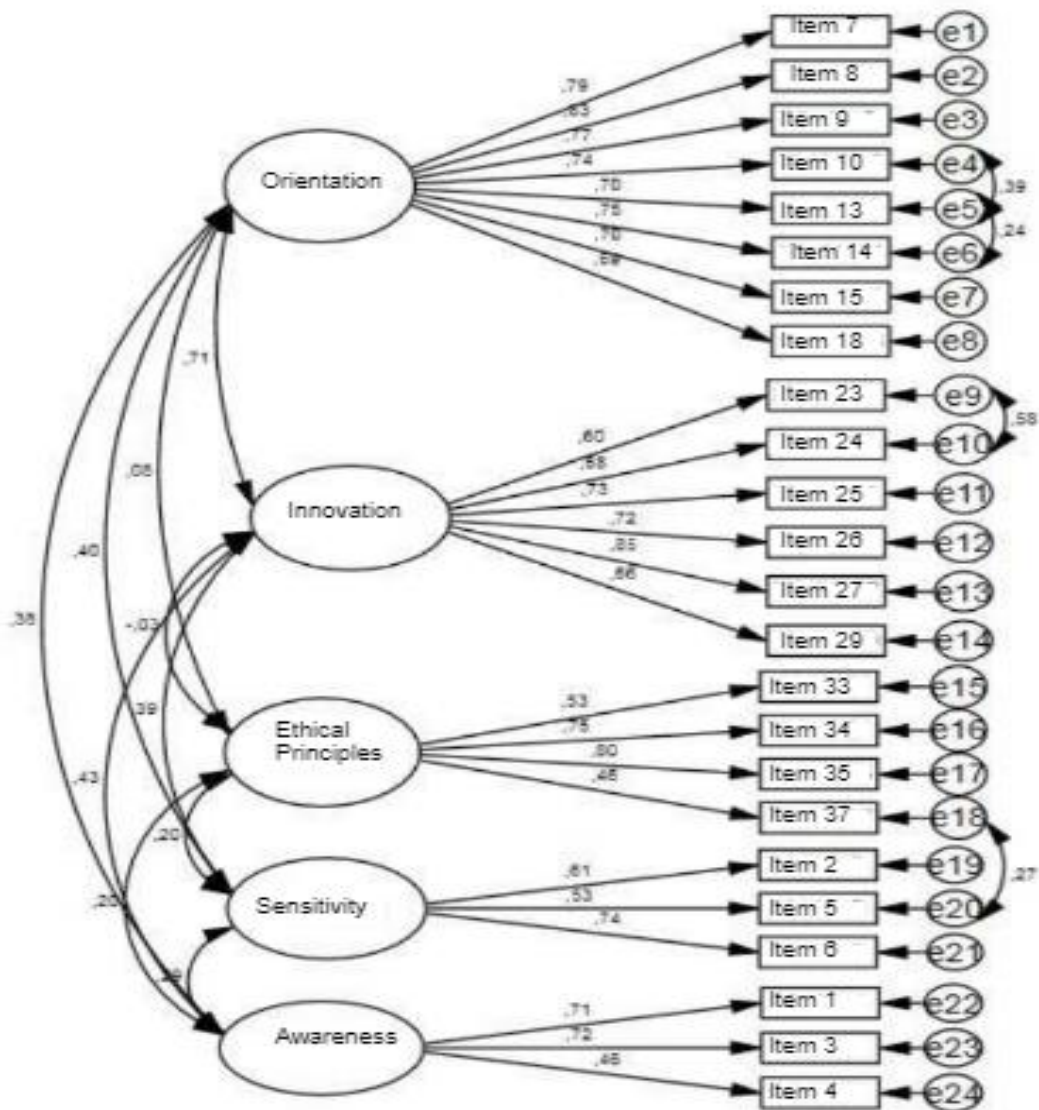 Item 7
e1
Item 8
e2
,79
Item 9
e3
,77
,74
Item 10
e4
Orientation
,39
,70
Item 13
e5
,75
,24
Item 14
e6
,70
Item 15
e7
Item 18
e8
,71
Item 23
e9
,58
,60
Item 24
e10
,08
,73
Item 25
e11
Innovation
,72
Item 26
e12
,40
,85
Item 27
e13
,66
,38
-,03
Item 29
e14
,53
Item 33
e15
,39
,75
Item 34
e16
Ethical
Principles
,80
Item 35
e17
,43
Item 37
e18
,20
,61
Item 2
e19
,27
,53
Sensitivity
Item 5
e20
,74
Item 6
e21
,71
Item 1
e22
Awareness
,72
Item 3
e23
Item 4
e24